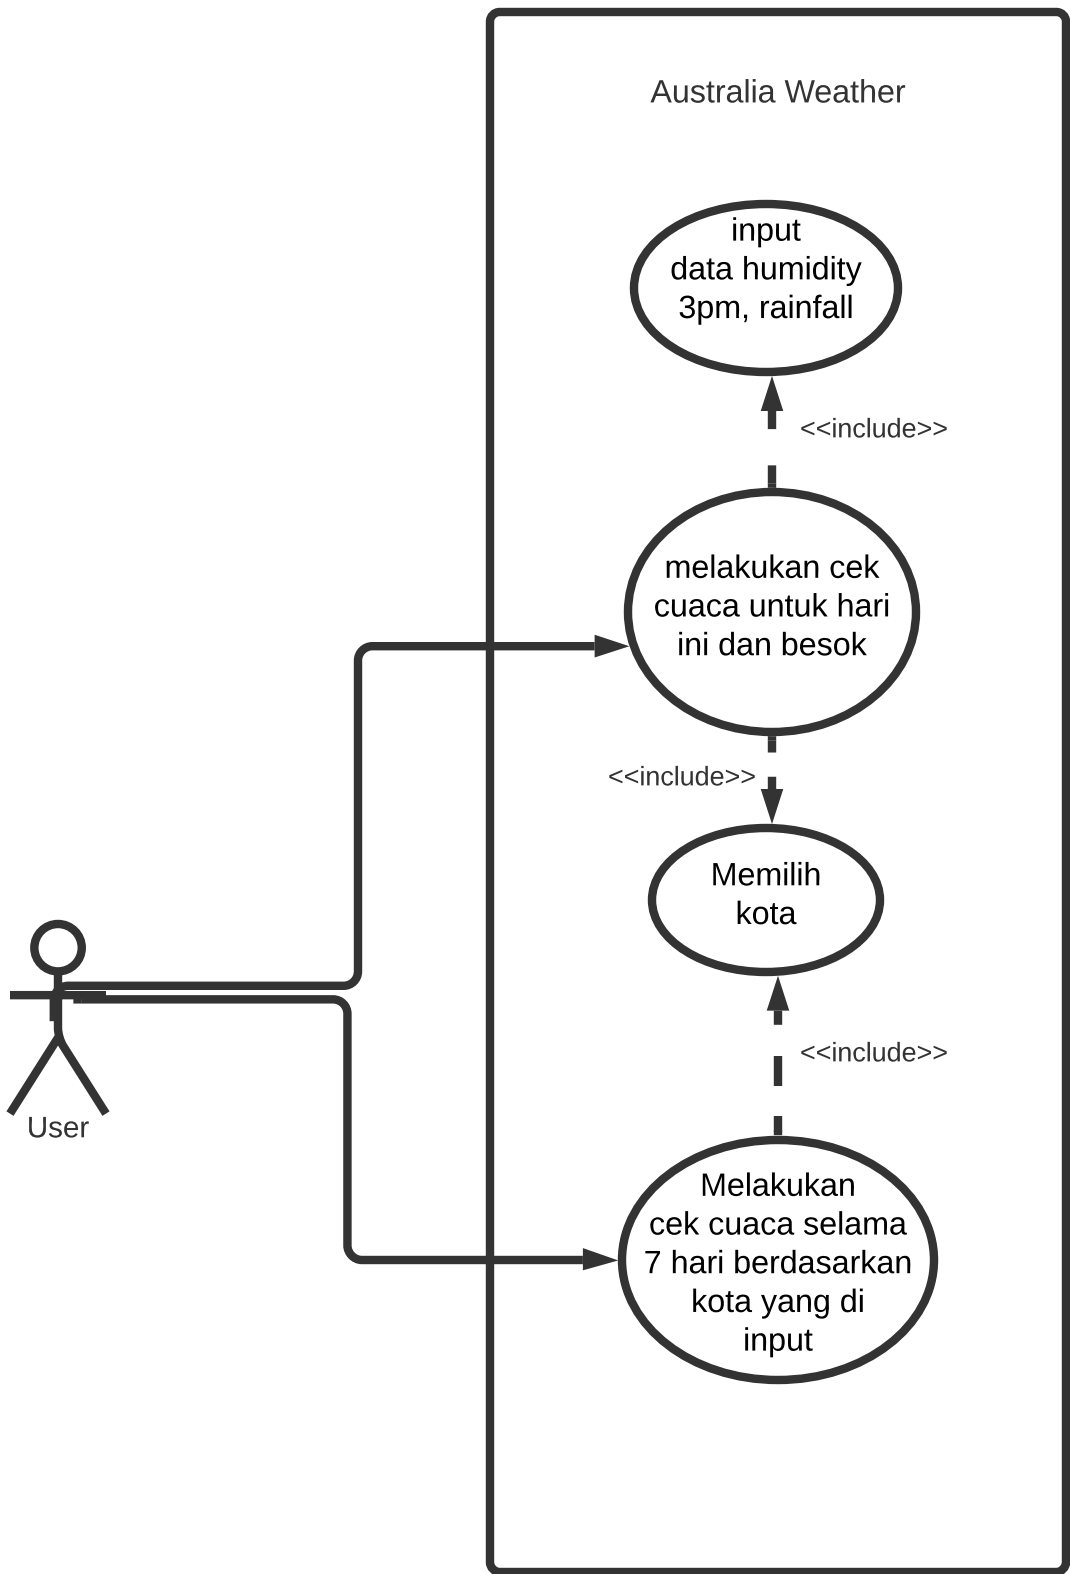 Australia Weather
input
data humidity
3pm, rainfall
<<include>>
melakukan cek
cuaca untuk hari
ini dan besok
<<include>>
Memilih
kota
<<include>>
User
Melakukan
cek cuaca selama
7 hari berdasarkan
kota yang di
input